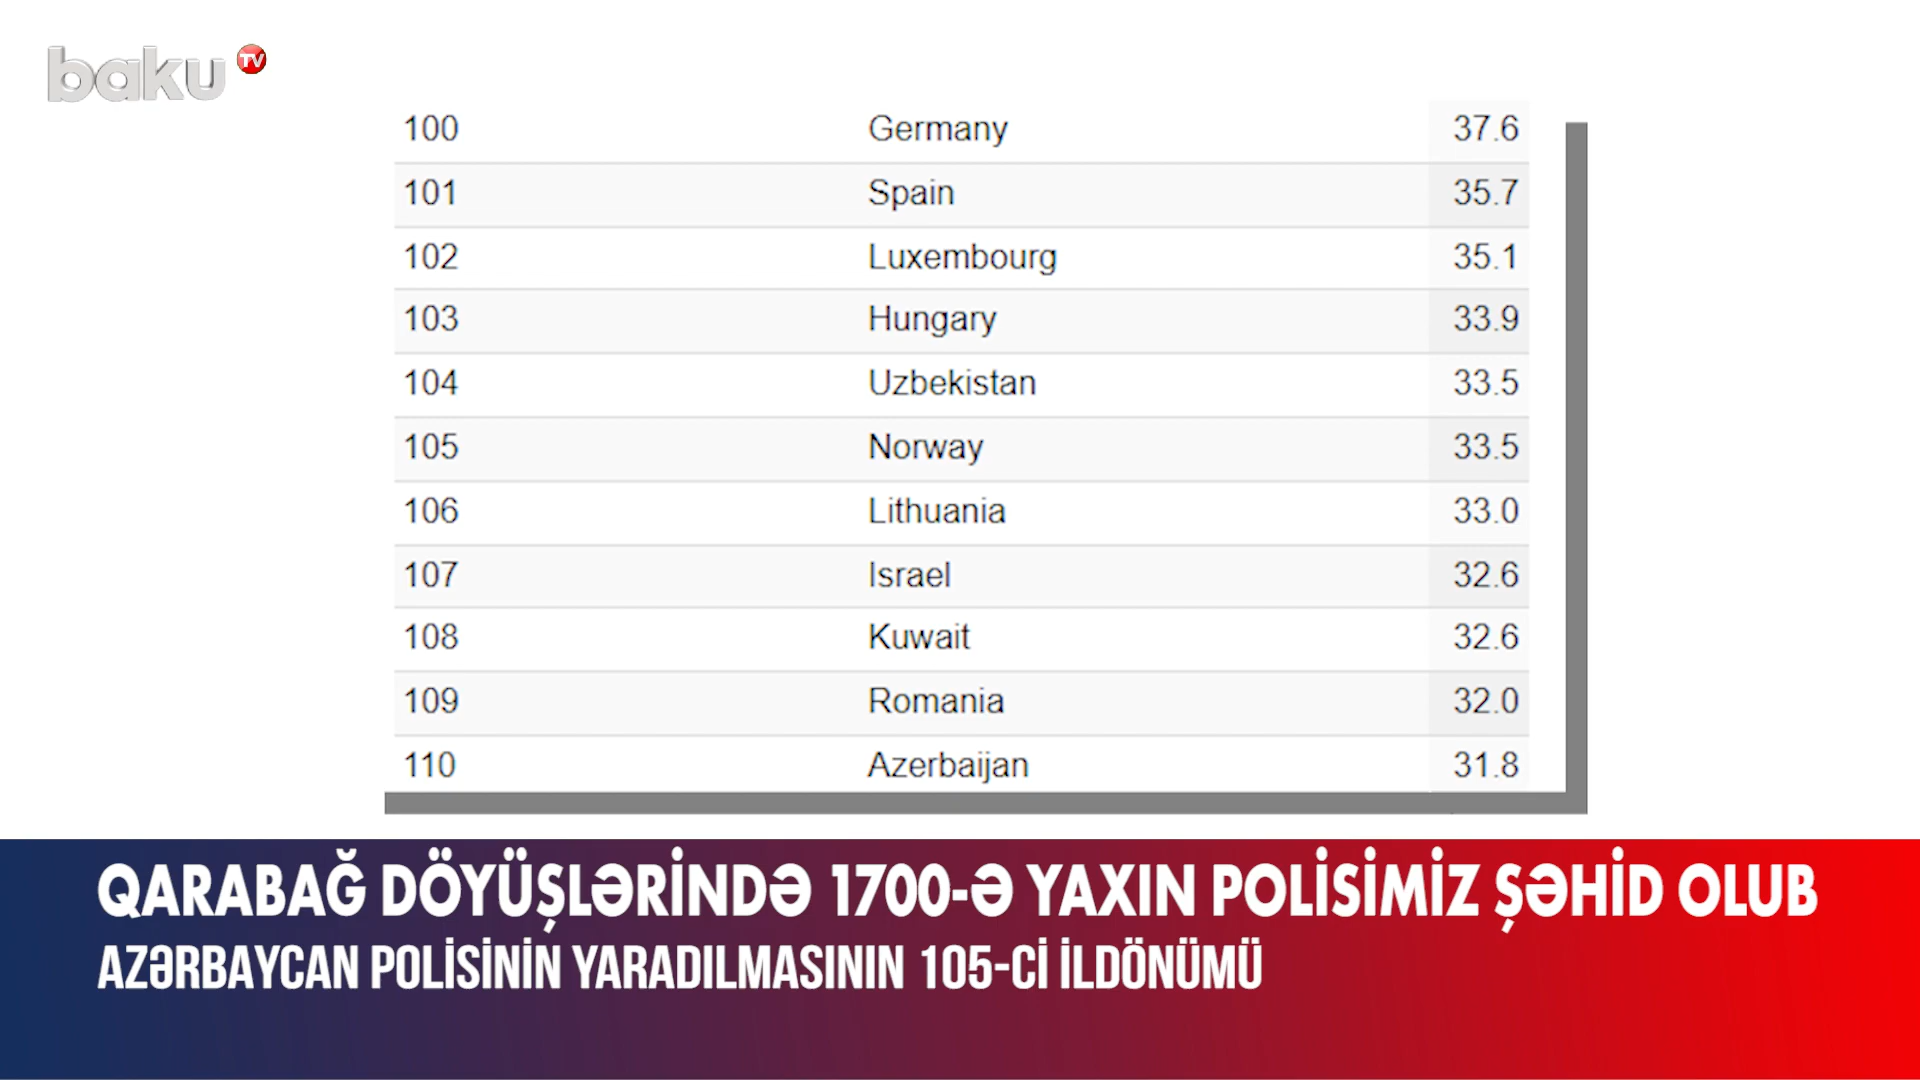 baku TV
100 Germany 37.6
101 Spain 35.7
102 Luxembourg 35.1
103 Hungary 33.9
104 Uzbekistan 33.5
105 Norway 33.5
106 Lithuania 33.0
107 Israel 32.6
108 Kuwait 32.6
109 Romania 32.0
110 Azerbaijan 31.8
QARABAĞ DÖYÜŞLƏRİNDƏ 1700-Ə YAXIN POLİSİMİZ ŞƏHİD OLUB
AZƏRBAYCAN POLİSİNİN YARADILMASININ 105-Cİ İLDÖNÜMÜ